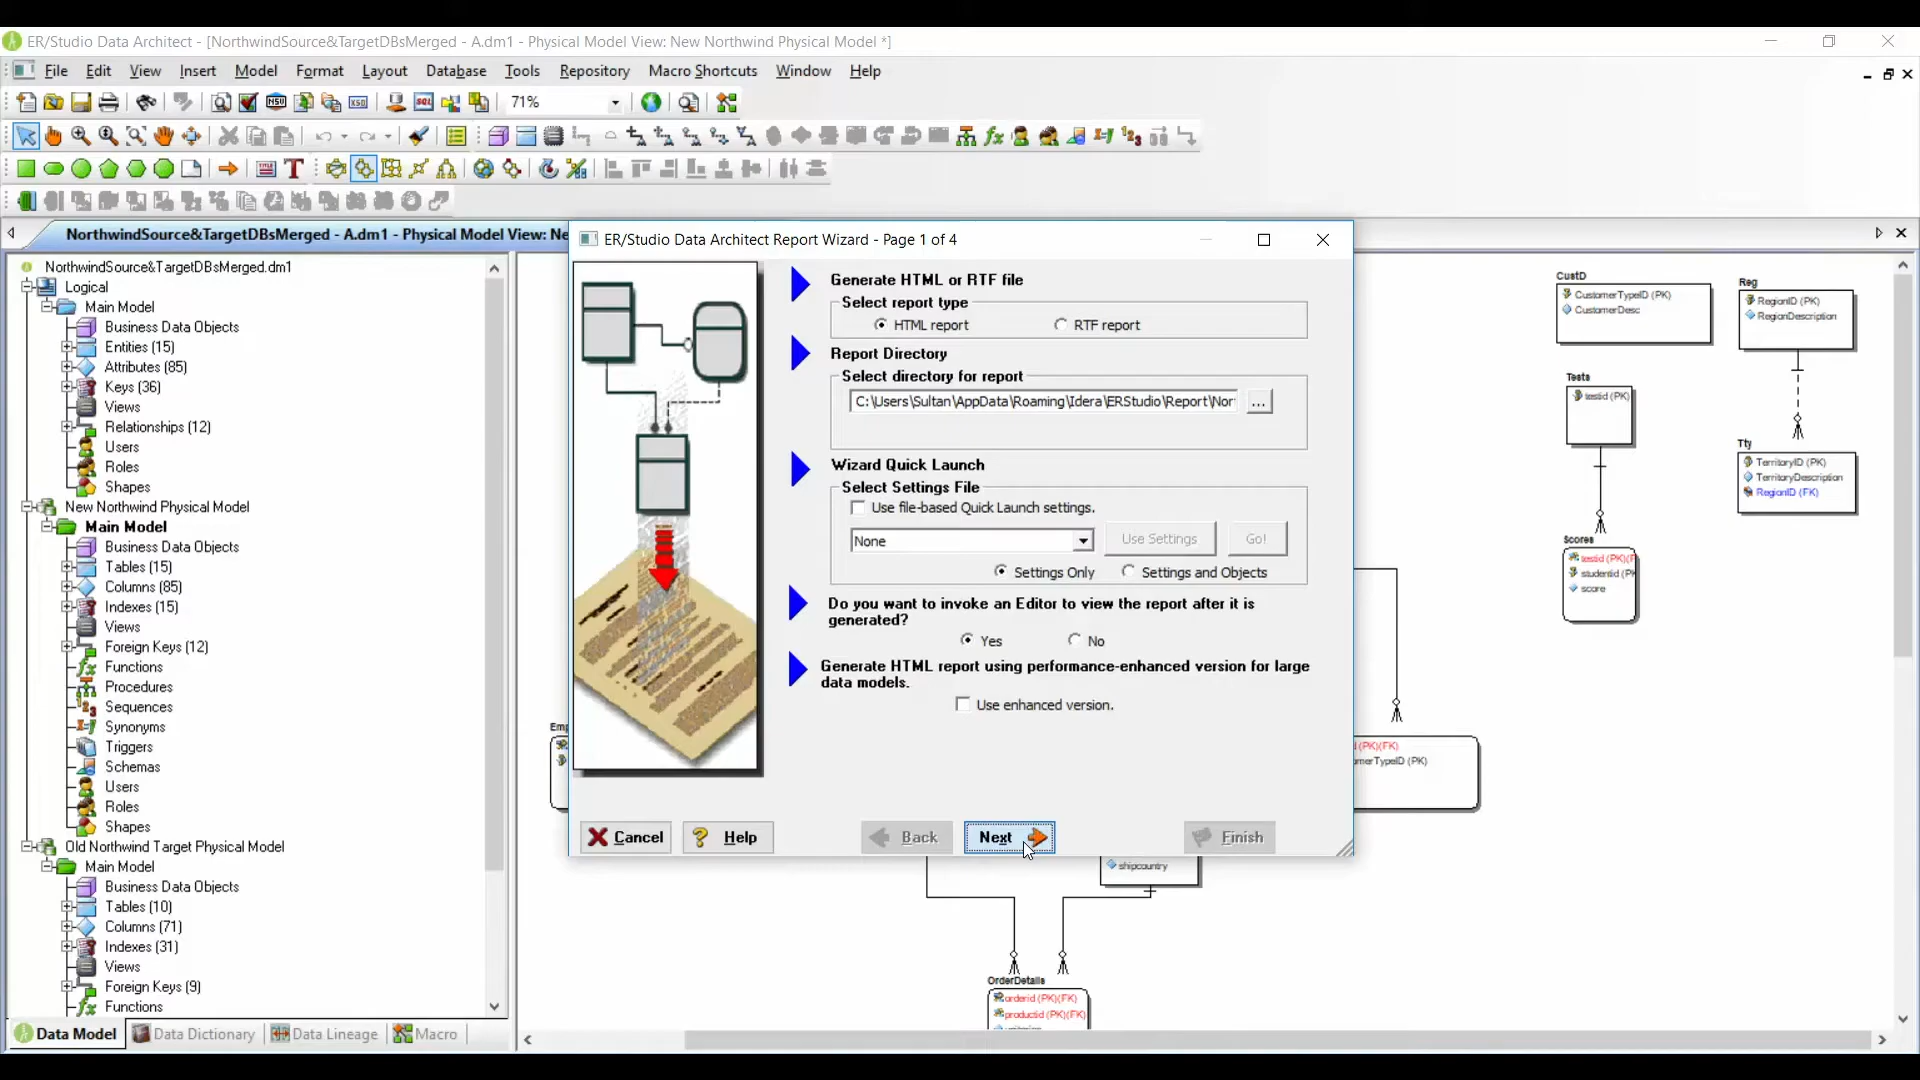 ER/Studio Data Architect - [NorthwindSource&TargetDBsMerged - A.dm1 - Physical Model View: New Northwind Physical Model *]
File Edit View Insert Model Format Layout Database Tools Repository Macro Shortcuts Window Help
71%
NorthwindSource&TargetDBsMerged - A.dm1 - Physical Model View: Ne
NorthwindSource&TargetDBsMerged.dm1
Logical
Main Model
Business Data Objects
Entities (15)
Attributes (85)
Keys (36)
Views
Relationships (12)
Users
Roles
Shapes
New Northwind Physical Model
Main Model
Business Data Objects
Tables (15)
Columns (85)
Indexes (15)
Views
Foreign Keys (12)
Functions
Procedures
Sequences
Synonyms
Triggers
Schemas
Users
Roles
Shapes
Old Northwind Target Physical Model
Main Model
Business Data Objects
Tables (10)
Columns (71)
Indexes (31)
Views
Foreign Keys (9)
Functions
Data Model Data Dictionary Data Lineage Macro
ER/Studio Data Architect Report Wizard - Page 1 of 4
Generate HTML or RTF file
Select report type
HTML report RTF report
Report Directory
Select directory for report
C:\Users\Sultan\AppData\Roaming\Idera\ERStudio\Report\Nor
...
Wizard Quick Launch
Select Settings File
Use file-based Quick Launch settings.
None Use Settings Go!
Settings Only Settings and Objects
Do you want to invoke an Editor to view the report after it is
generated?
Yes No
Generate HTML report using performance-enhanced version for large
data models.
Use enhanced version.
Cancel Help Back Next Finish
CustD
CustomerTypeID (PK)
CustomerDesc
Reg
RegionID (PK)
RegionDescription
Tests
testid (PK)
Tty
TerritoryID (PK)
TerritoryDescription
RegionID (FK)
Scores
testid (PK)(F
studentid (PK
score
Emp
(PK)(FK)
merTypeID (PK)
shipcountry
OrderDetails
orderid (PK)(FK)
productid (PK)(FK)